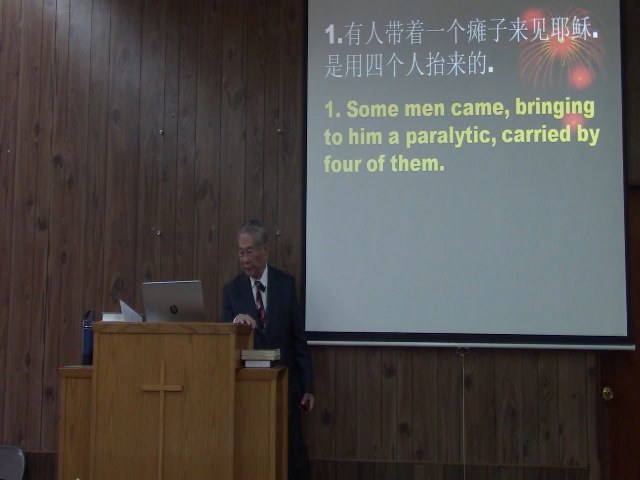 1.有人带着一个瘫子来见耶稣.
是用四个人抬来的.
1. Some men came, bringing
to him a paralytic, carried by
four of them.
hp